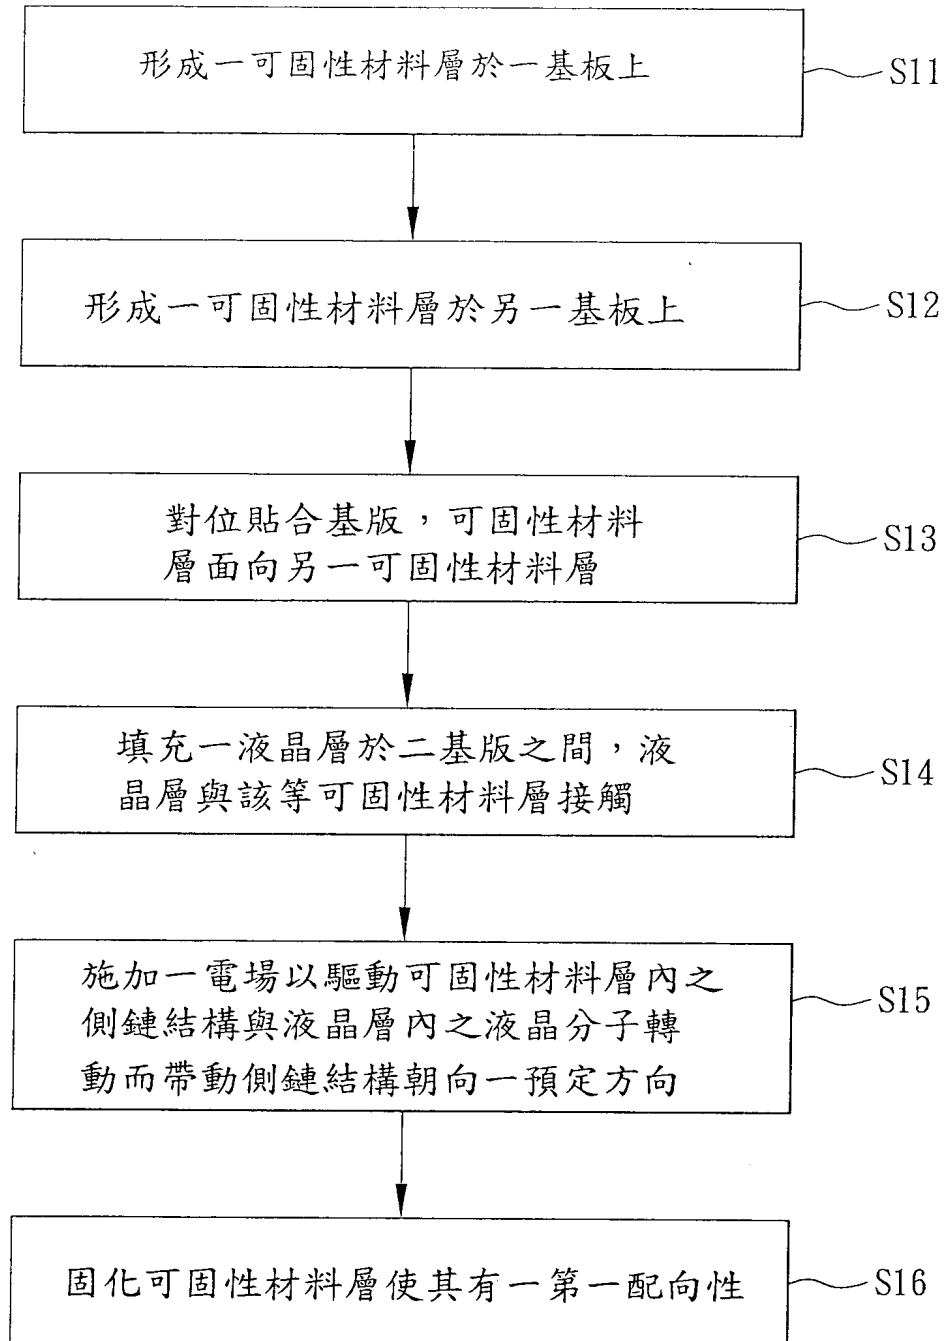 形成一可固性材料層於一基板上
S11
形成一可固性材料層於另一基板上
S12
對位貼合基版，可固性材料
層面向另一可固性材料層
S13
填充一液晶層於二基版之間，液
晶層與該等可固性材料層接觸
S14
施加一電場以驅動可固性材料層內之
側鏈結構與液晶層內之液晶分子轉
動而帶動側鏈結構朝向一預定方向
S15
固化可固性材料層使其有一第一配向性
S16